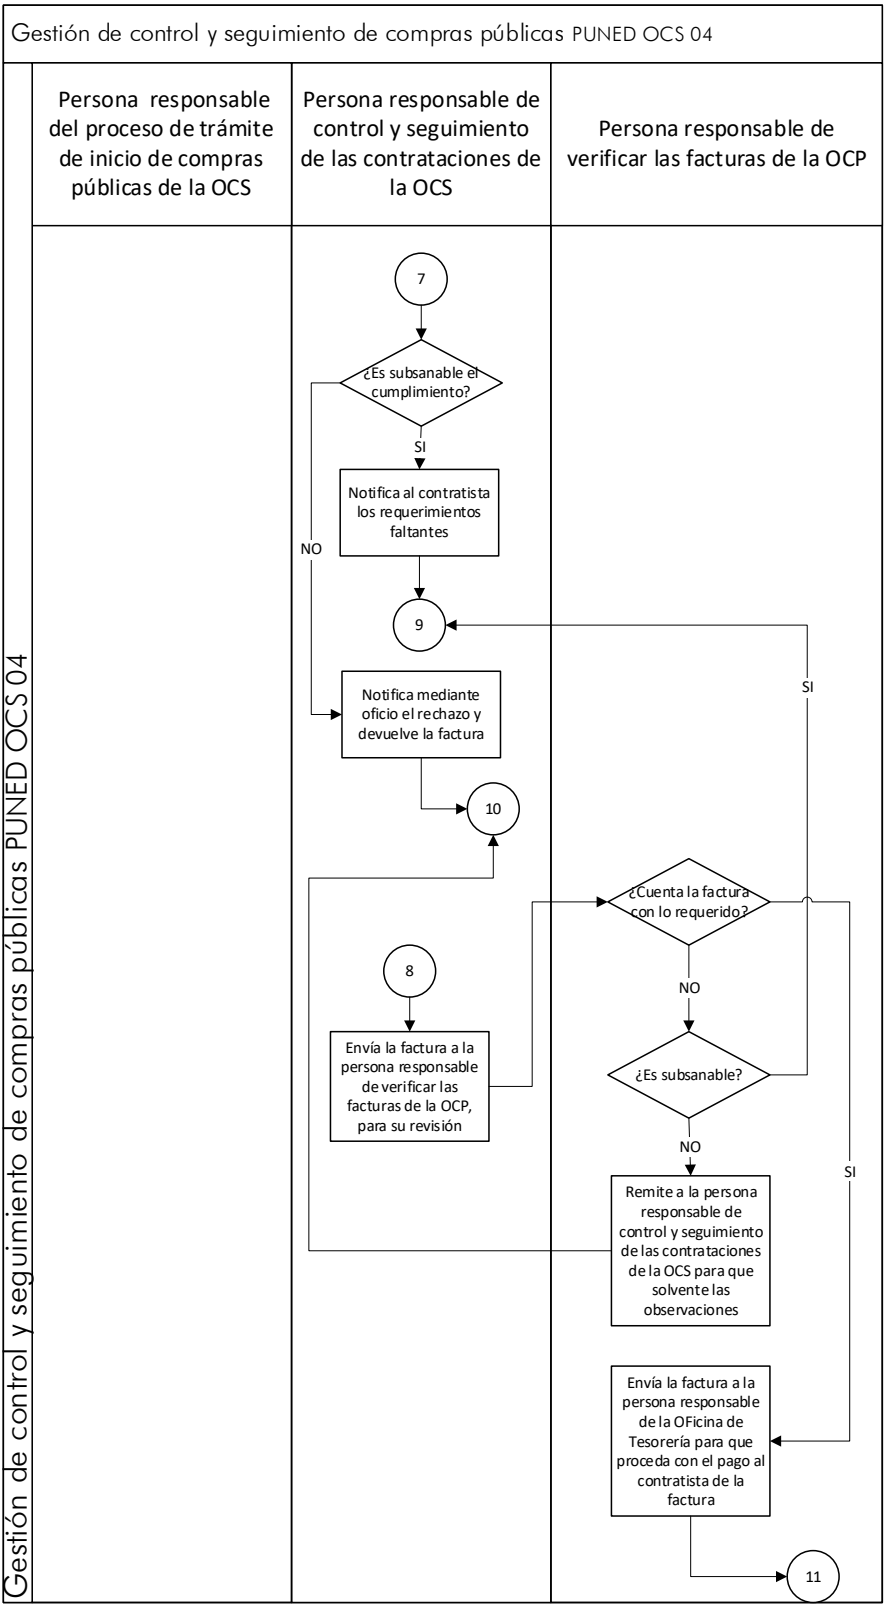 Gestión de control y seguimiento de compras públicas PUNED OCS 04
Gestión de control y seguimiento de compras públicas PUNED OCS 04
Persona responsable
del proceso de trámite
de inicio de compras
públicas de la OCS
Persona responsable de
control y seguimiento
de las contrataciones de
la OCS
Persona responsable de
verificar las facturas de la OCP
7
¿Es subsanable el
cumplimiento?
SI
Notifica al contratista
los requerimientos
faltantes
NO
9
SI
Notifica mediante
oficio el rechazo y
devuelve la factura
10
¿Cuenta la factura
con lo requerido?
8
NO
Envía la factura a la
persona responsable
de verificar las
facturas de la OCP,
para su revisión
¿Es subsanable?
NO
SI
Remite a la persona
responsable de
control y seguimiento
de las contrataciones
de la OCS para que
solvente las
observaciones
Envía la factura a la
persona responsable
de la OFicina de
Tesorería para que
proceda con el pago al
contratista de la
factura
11